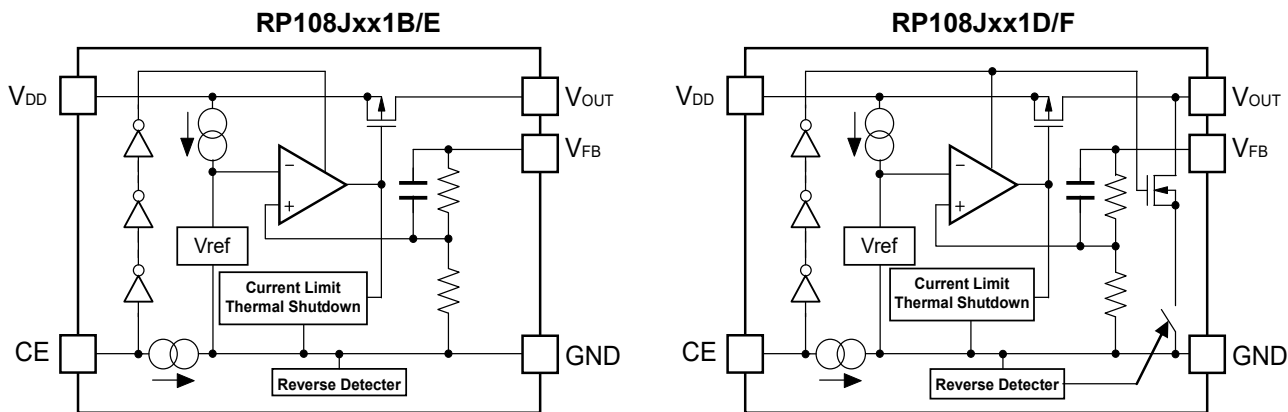 RP108Jxx1B/E
VDD
VOUT
VFB
−
+
Vref
Current Limit
Thermal Shutdown
CE
GND
Reverse Detecter
RP108Jxx1D/F
VDD
VOUT
VFB
−
+
Vref
Current Limit
Thermal Shutdown
CE
GND
Reverse Detecter